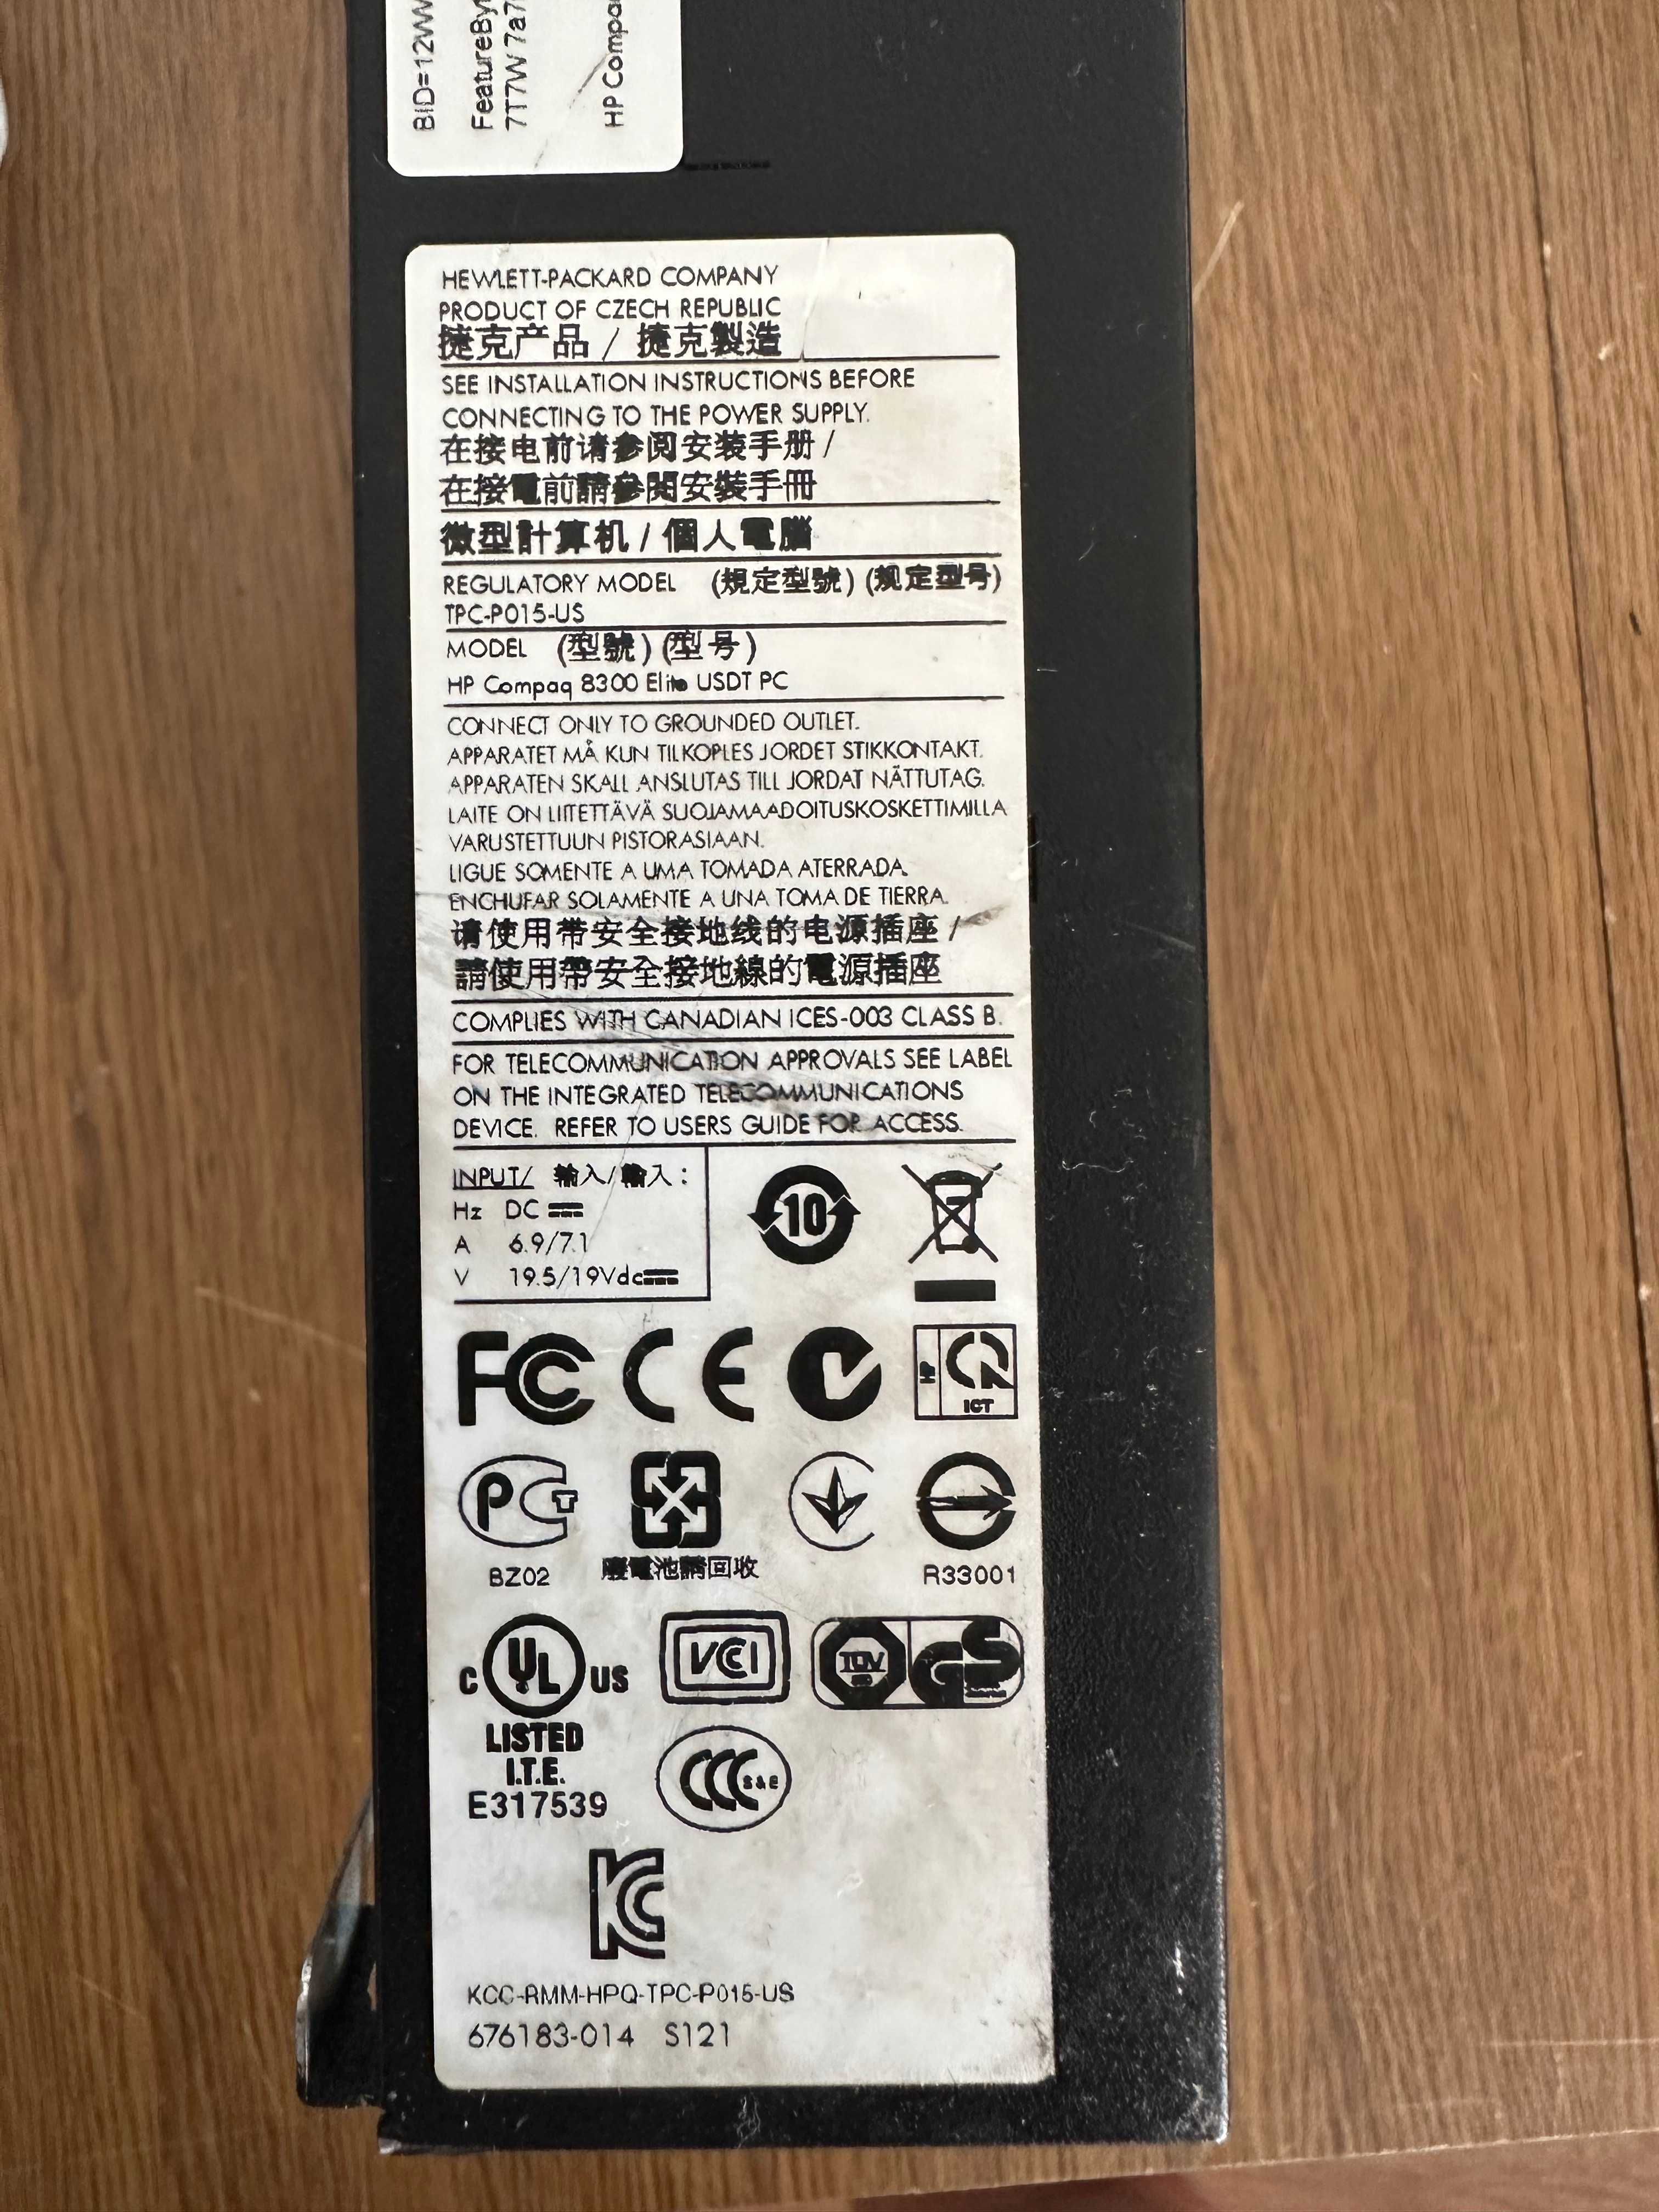 BID=12WW
FeatureBy
7T7W 7a7
HP Compa
HEWLETT-PACKARD COMPANY
PRODUCT OF CZECH REPUBLIC
捷克产品 / 捷克製造
SEE INSTALLATION INSTRUCTIONS BEFORE
CONNECTING TO THE POWER SUPPLY.
在接电前请参阅安装手册 /
在接電前請參閱安裝手冊
微型計算机 / 個人電腦
REGULATORY MODEL (規定型號) (规定型号)
TPC-P015-US
MODEL (型號) (型号)
HP Compaq 8300 Elite USDT PC
CONNECT ONLY TO GROUNDED OUTLET.
APPARATET MÅ KUN TILKOPLES JORDET STIKKONTAKT.
APPARATEN SKALL ANSLUTAS TILL JORDAT NÄTTUTAG.
LAITE ON LIITETTÄVÄ SUOJAMAADOITUSKOSKETTIMILLA
VARUSTETTUUN PISTORASIAAN.
LIGUE SOMENTE A UMA TOMADA ATERRADA.
ENCHUFAR SOLAMENTE A UNA TOMA DE TIERRA.
请使用带安全接地线的电源插座 /
請使用帶安全接地線的電源插座
COMPLIES WITH CANADIAN ICES-003 CLASS B.
FOR TELECOMMUNICATION APPROVALS SEE LABEL
ON THE INTEGRATED TELECOMMUNICATIONS
DEVICE. REFER TO USERS GUIDE FOR ACCESS.
INPUT/ 輸入/輸入 :
Hz DC
A 6.9/7.1
V 19.5/19Vdc
10
FC CE
HP ICT
PCT
BZ02 廢電池請回收 R33001
C UL US VCI TÜV GS
LISTED
I.T.E.
E317539
CCC S&E
KC
KCC-RMM-HPQ-TPC-P015-US
676183-014 S121